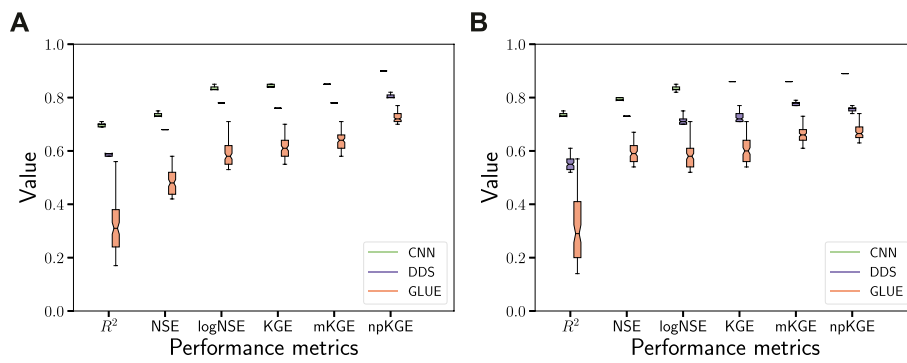 A
Value
1.0
0.8
0.6
0.4
0.2
0.0
R²
NSE
logNSE
KGE
mKGE
npKGE
Performance metrics
CNN
DDS
GLUE
B
Value
1.0
0.8
0.6
0.4
0.2
0.0
R²
NSE
logNSE
KGE
mKGE
npKGE
Performance metrics
CNN
DDS
GLUE